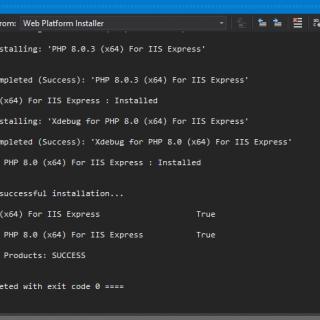 rom: Web Platform Installer
stalling: 'PHP 8.0.3 (x64) For IIS Express'
mpleted (Success): 'PHP 8.0.3 (x64) For IIS Express'
(x64) For IIS Express : Installed
stalling: 'Xdebug for PHP 8.0 (x64) For IIS Express'
mpleted (Success): 'Xdebug for PHP 8.0 (x64) For IIS Express'
PHP 8.0 (x64) For IIS Express : Installed
successful installation...
(x64) For IIS Express True
PHP 8.0 (x64) For IIS Express True
Products: SUCCESS
eted with exit code 0 ====